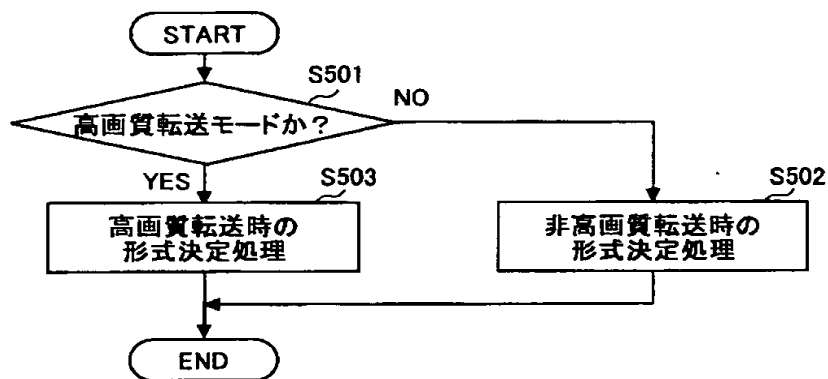 START
S501
高画質転送モードか?
NO
YES
S503
高画質転送時の
形式決定処理
S502
非高画質転送時の
形式決定処理
END